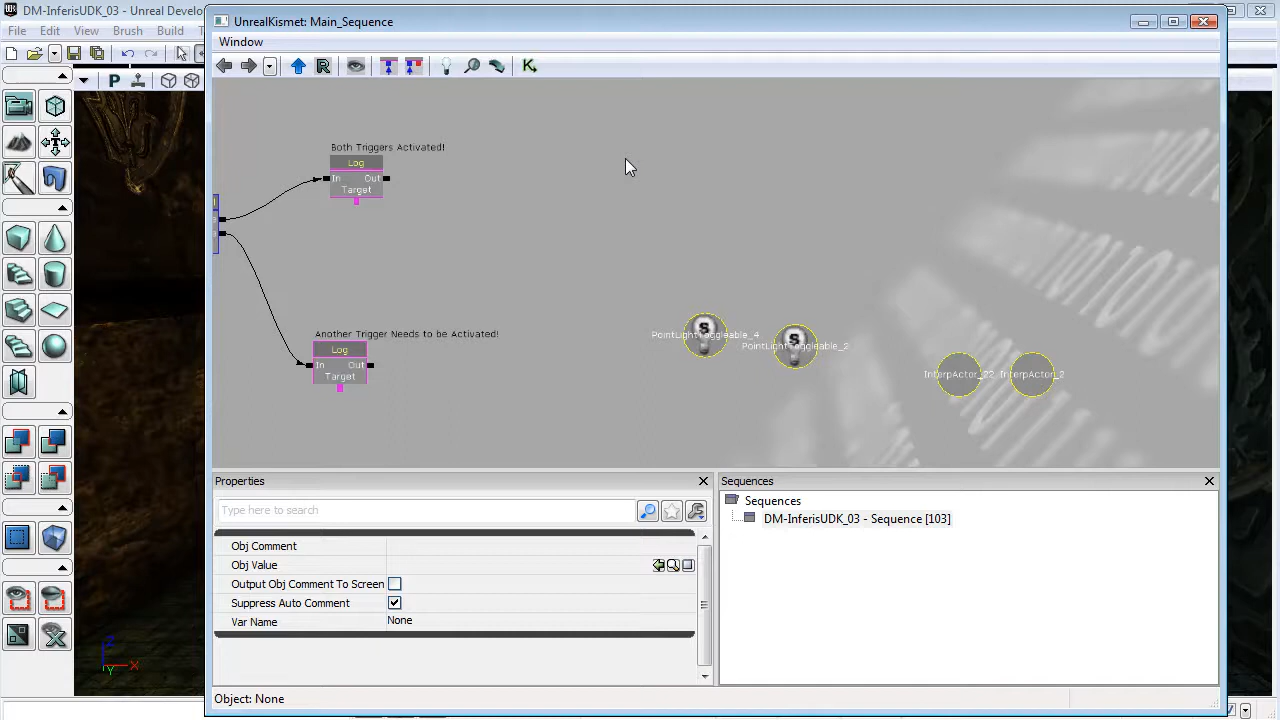 DM-InferisUDK_03 - Unreal Develo
UnrealKismet: Main_Sequence
File Edit View Brush Build
Window
P
R
Both Triggers Activated!
Log
In Out
Target
Another Trigger Needs to be Activated!
Log
In Out
Target
S
PointLightToggleable_4
S
PointLightToggleable_2
InterpActor_22
InterpActor_2
Properties
Type here to search
Obj Comment
Obj Value
Output Obj Comment To Screen
Suppress Auto Comment
Var Name None
Sequences
Sequences
DM-InferisUDK_03 - Sequence [103]
Z
X
Y
Object: None